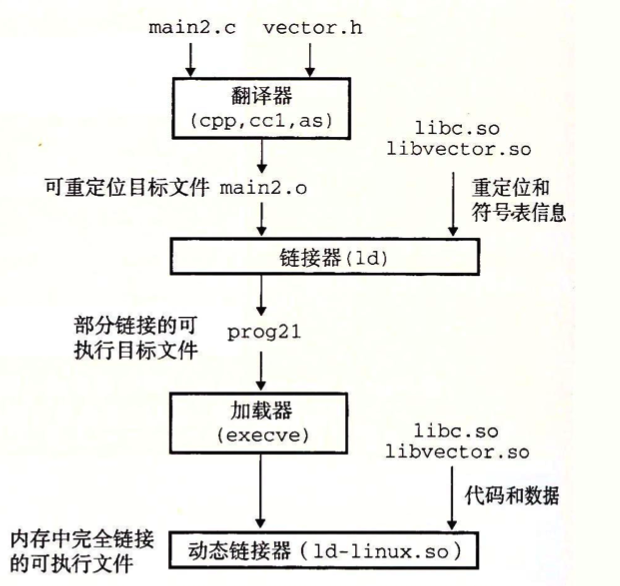 main2.c vector.h
翻译器
(cpp,cc1,as)
libc.so
libvector.so
可重定位目标文件 main2.o
重定位和
符号表信息
链接器(ld)
部分链接的可
执行目标文件
prog21
加载器
(execve)
libc.so
libvector.so
代码和数据
内存中完全链接
的可执行文件
动态链接器(ld-linux.so)